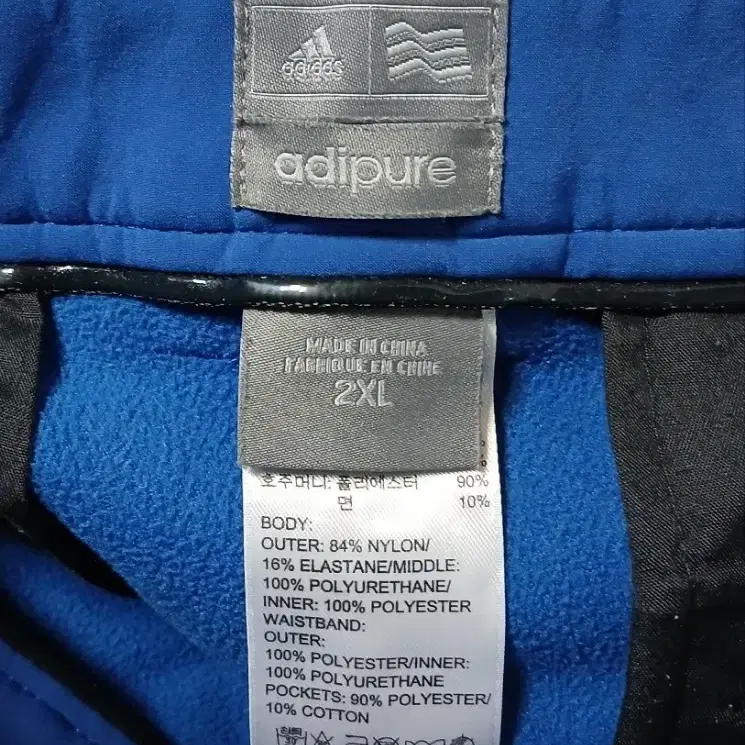 adidas
adipure
MADE IN CHINA
FABRIQUE EN CHINE
2XL
호주머니: 폴리에스터 90%
면 10%
BODY:
OUTER: 84% NYLON/
16% ELASTANE/MIDDLE:
100% POLYURETHANE/
INNER: 100% POLYESTER
WAISTBAND:
OUTER:
100% POLYESTER/INNER:
100% POLYURETHANE
POCKETS: 90% POLYESTER/
10% COTTON